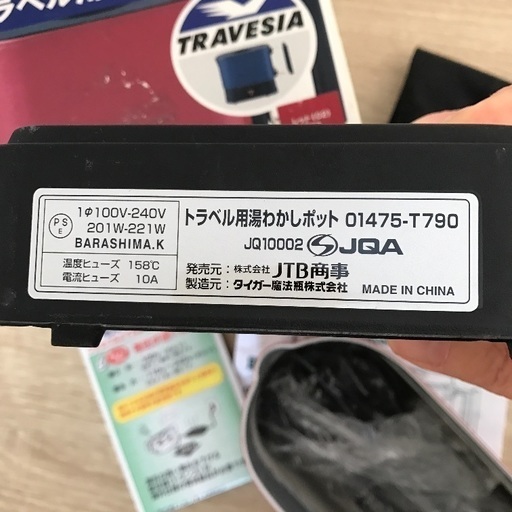 TRAVESIA
PSE
1φ100V-240V
201W-221W
BARASHIMA.K
温度ヒューズ 158℃
電流ヒューズ 10A
トラベル用湯わかしポット 01475-T790
JQ10002 JQA
発売元：株式会社 JTB商事
製造元：タイガー魔法瓶株式会社
MADE IN CHINA